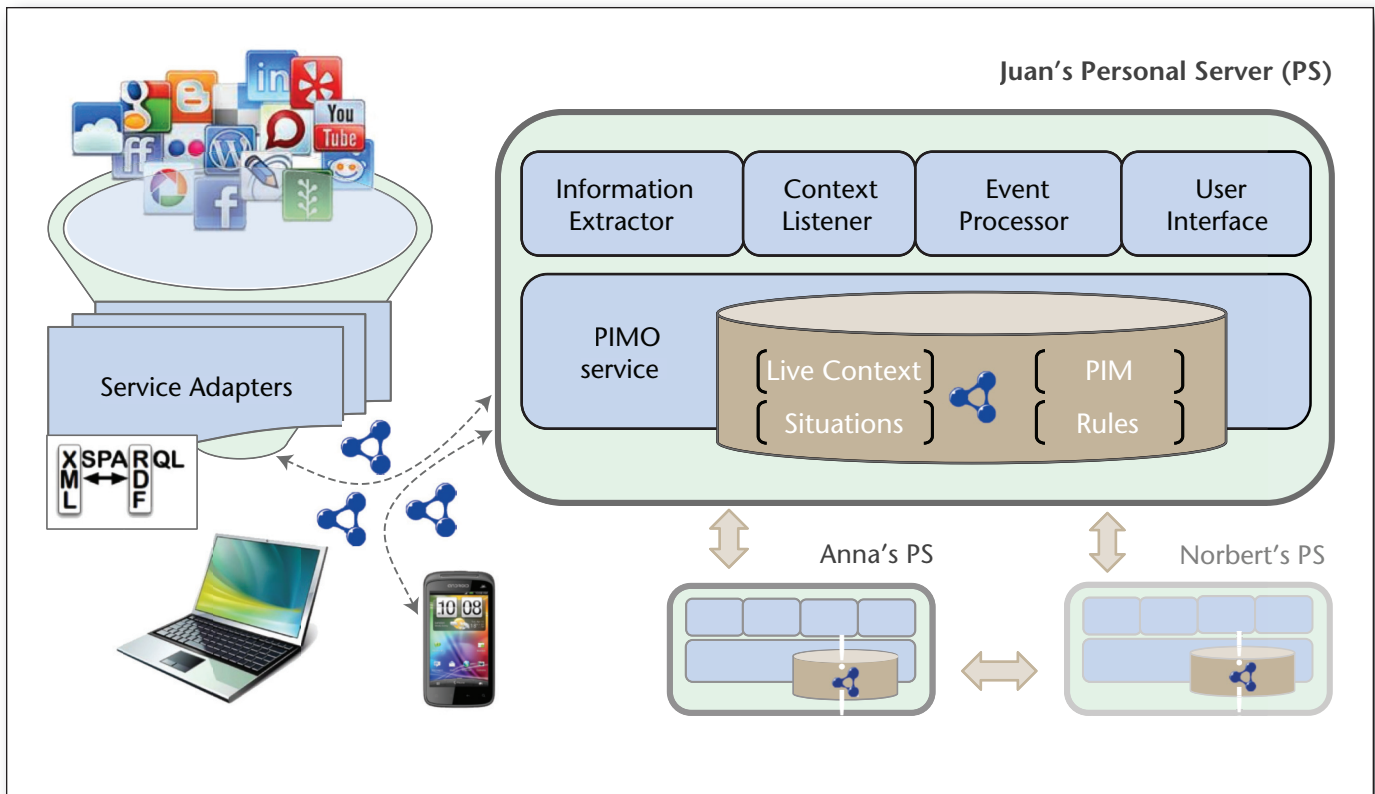 Juan's Personal Server (PS)
in
You
Tube
ff
f
Information
Extractor
Context
Listener
Event
Processor
User
Interface
PIMO
service
Live Context
PIM
Situations
Rules
Service Adapters
XML
SPARQL
RDF
10 08
Anna's PS
Norbert's PS